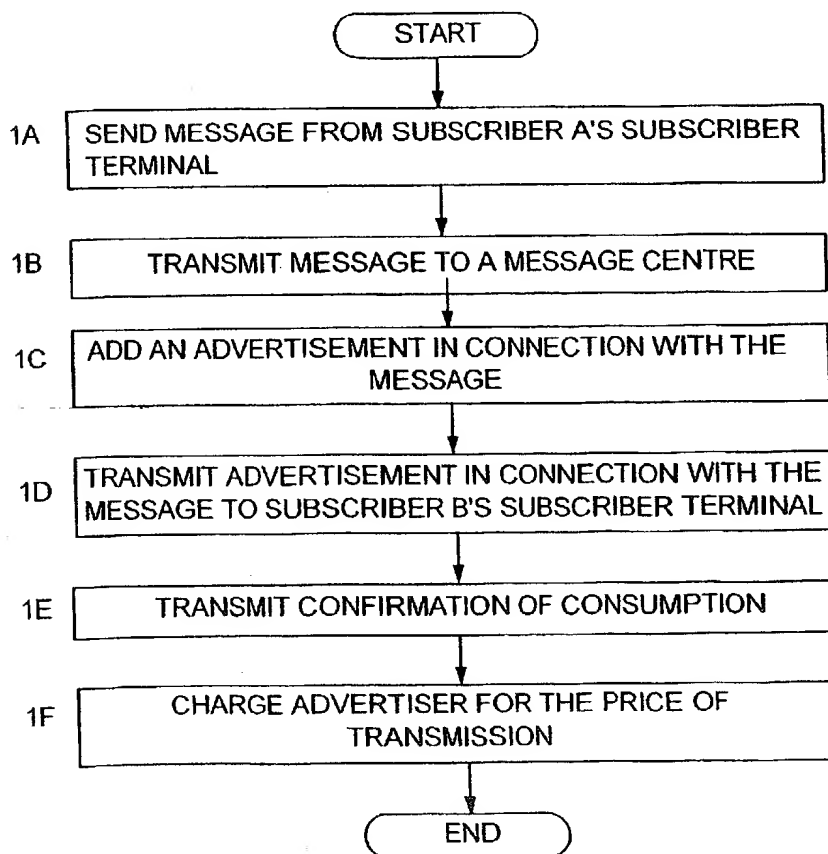 START
1A
SEND MESSAGE FROM SUBSCRIBER A'S SUBSCRIBER
TERMINAL
1B
TRANSMIT MESSAGE TO A MESSAGE CENTRE
1C
ADD AN ADVERTISEMENT IN CONNECTION WITH THE
MESSAGE
1D
TRANSMIT ADVERTISEMENT IN CONNECTION WITH THE
MESSAGE TO SUBSCRIBER B'S SUBSCRIBER TERMINAL
1E
TRANSMIT CONFIRMATION OF CONSUMPTION
1F
CHARGE ADVERTISER FOR THE PRICE OF
TRANSMISSION
END